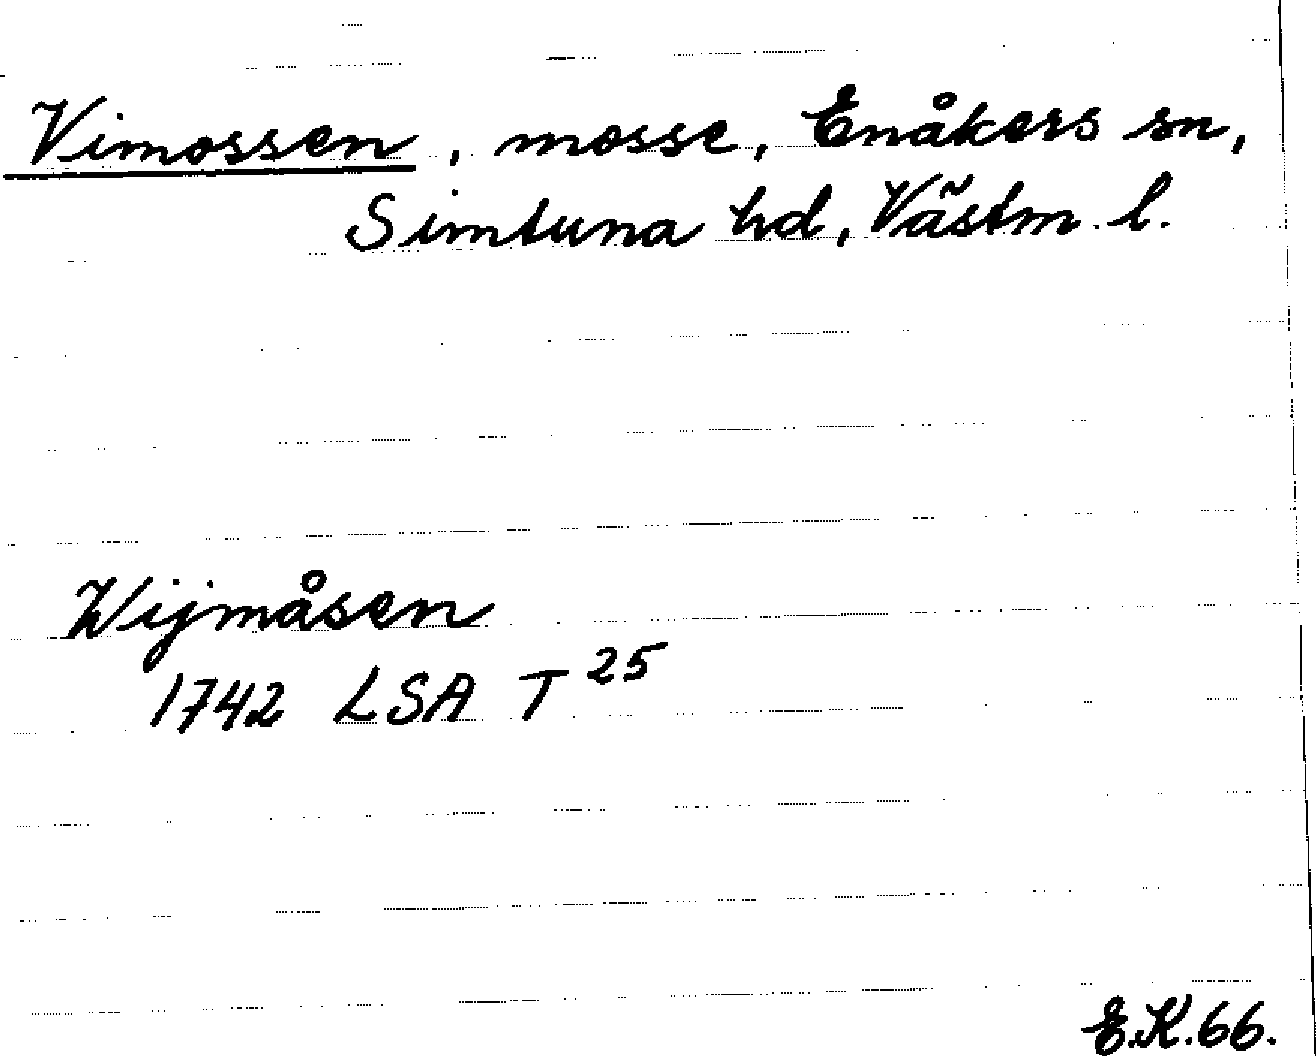 Vimossen, mosse, Enåkers sn,
Simtuna hd, Västm. l.
Wijmåsen
1742 LSA T 25
E.K. 66.